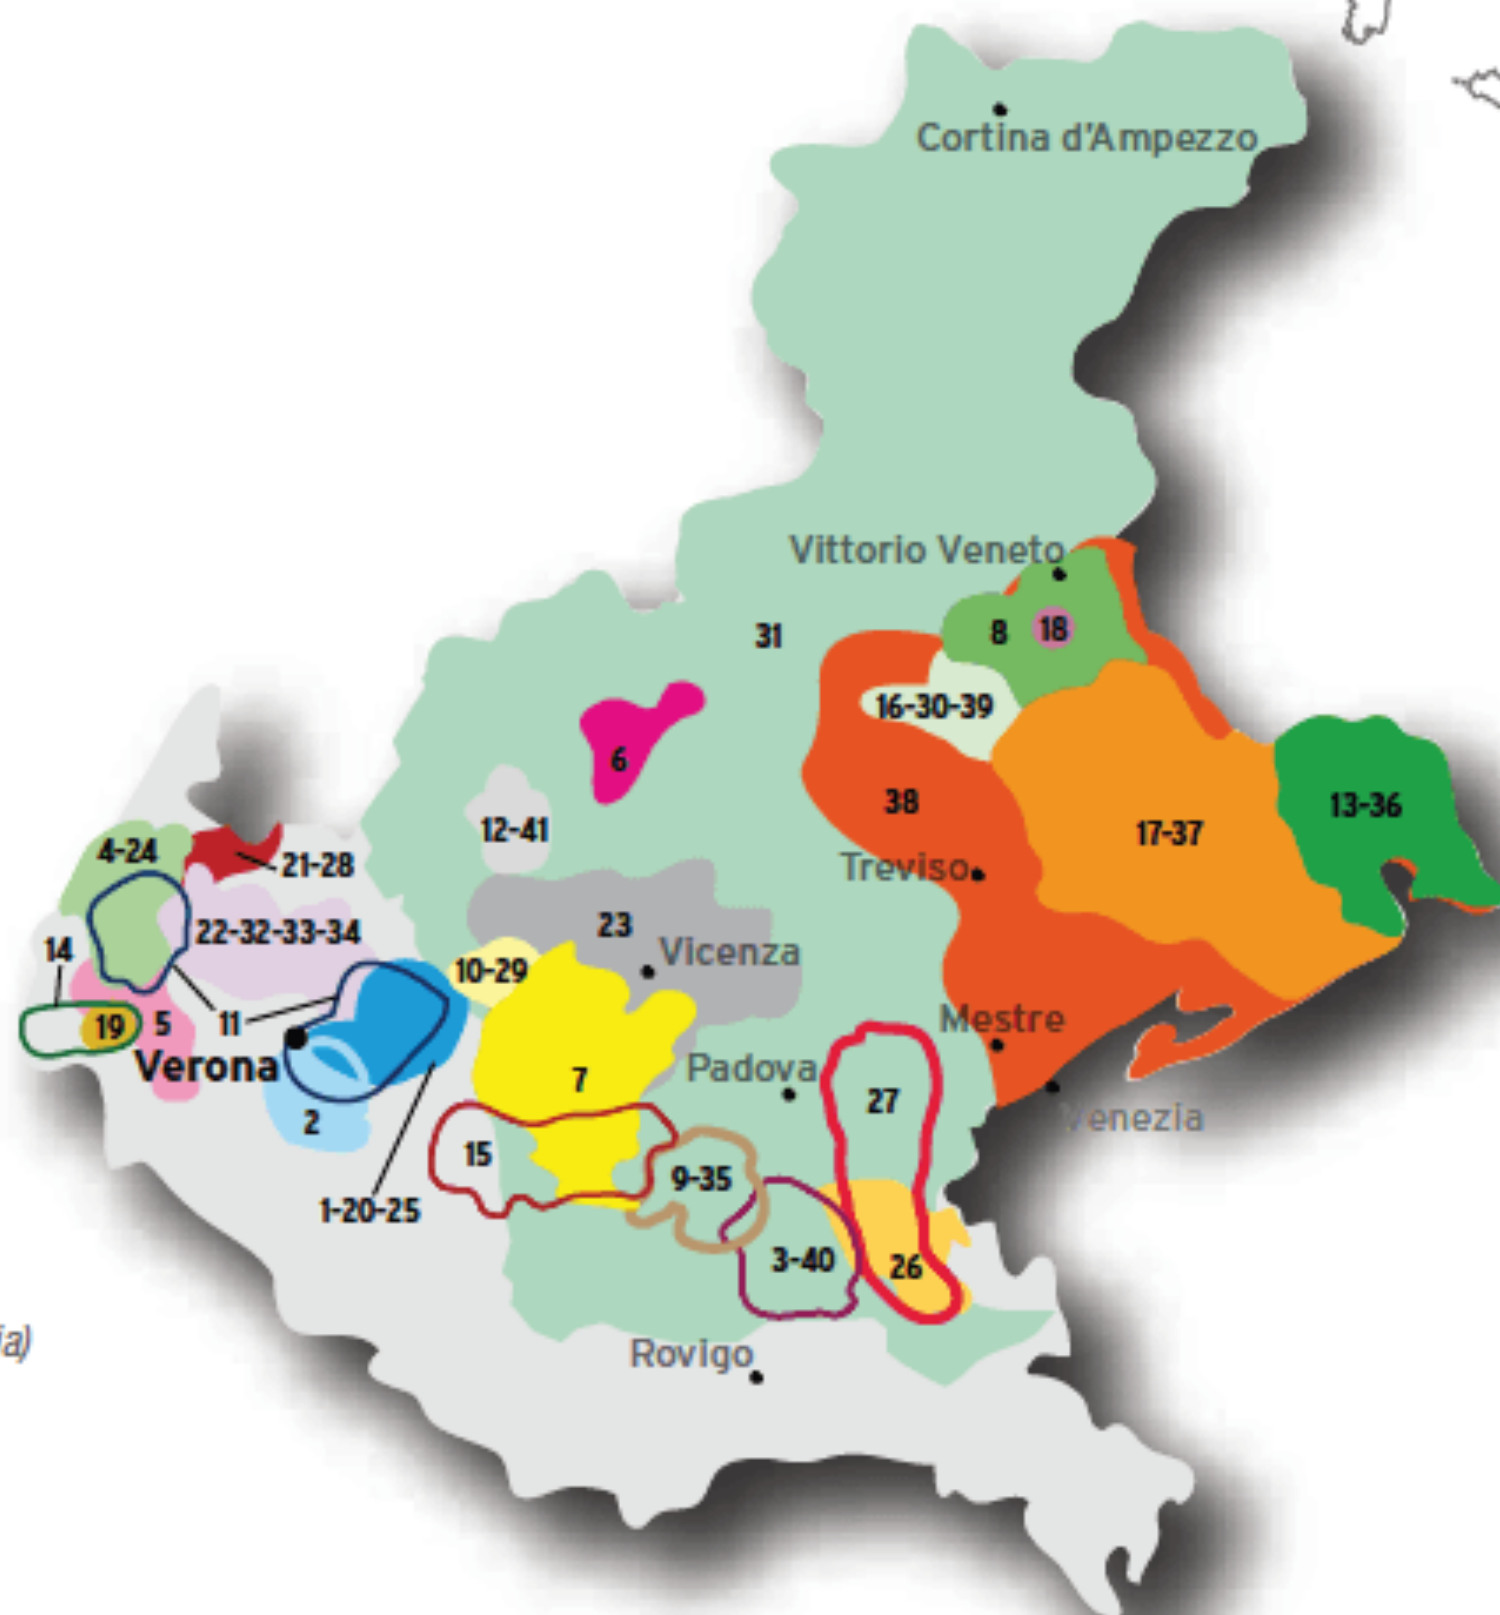 Cortina d'Ampezzo
Vittorio Veneto
31
8
18
16-30-39
6
38
13-36
12-41
17-37
4-24
21-28
Treviso
23
22-32-33-34
Vicenza
14
10-29
19
5
11
Mestre
Verona
7
Padova
27
2
Venezia
15
9-35
1-20-25
3-40
26
ia)
Rovigo